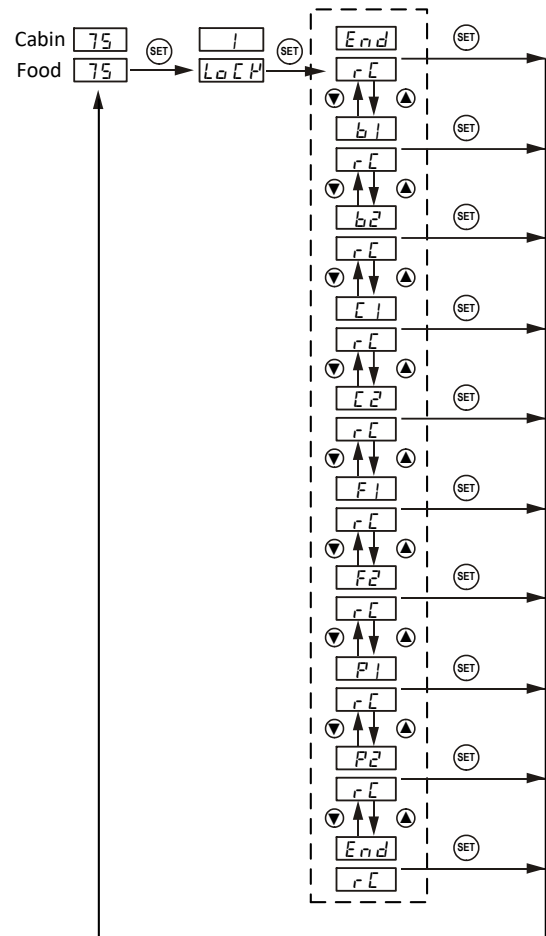 Cabin 75 SET 1 SET End SET
Food 75 LoCK rC
b1 SET
rC
b2 SET
rC
C1 SET
rC
C2 SET
rC
F1 SET
rC
F2 SET
rC
P1 SET
rC
P2 SET
rC
End SET
rC